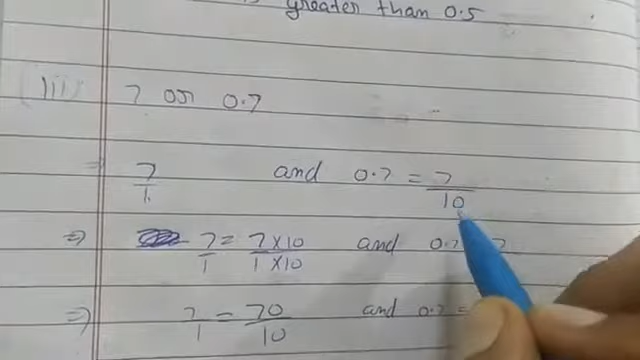 greater than 0.5
(iii) 7 or 0.7
⇒ 7/1 and 0.7 = 7/10
⇒ 7/1 = 7×10/1×10 and 0.7
⇒ 7/1 = 70/10 and 0.7 =